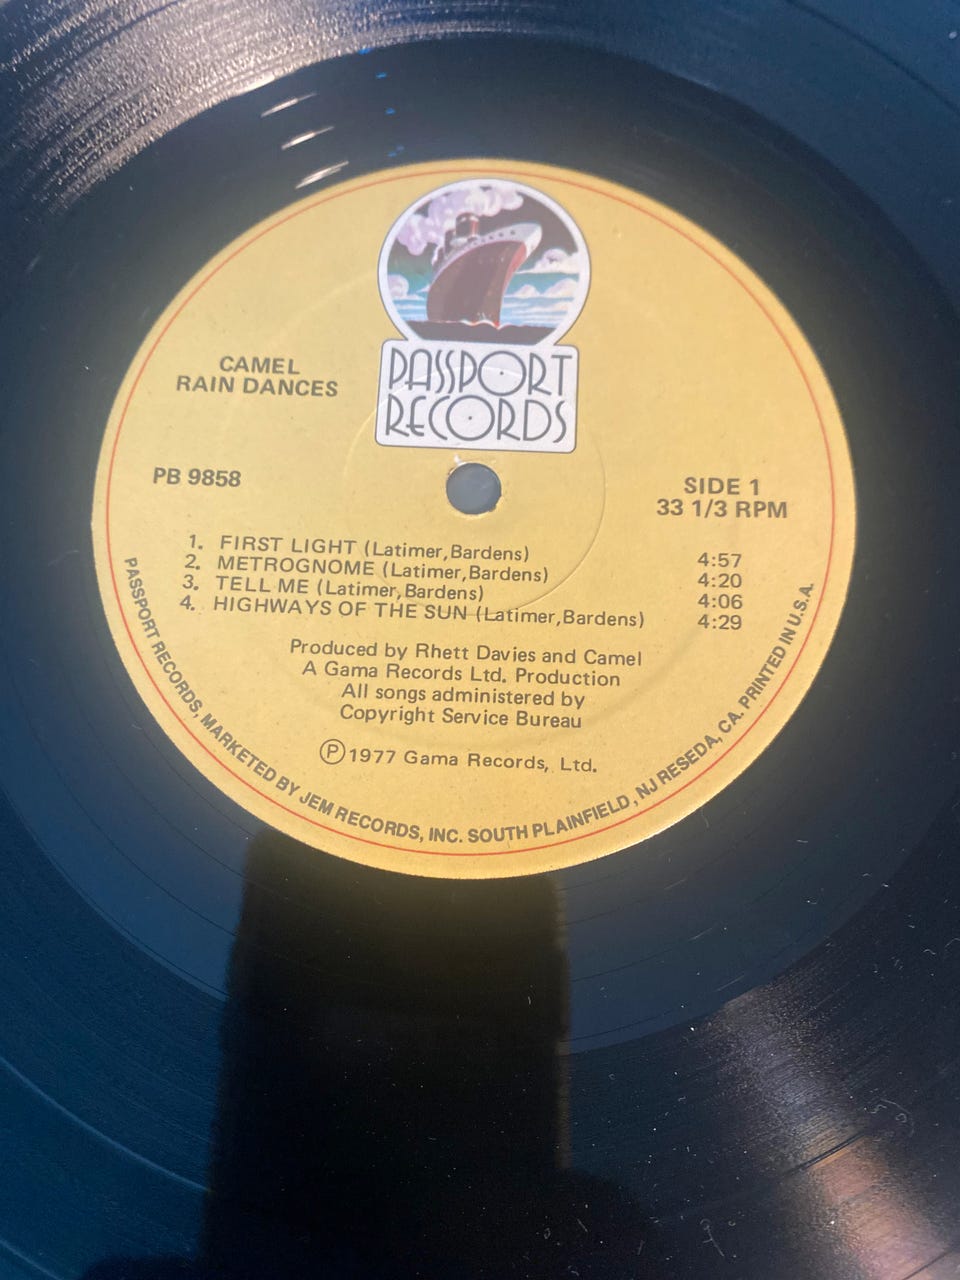 PASSPORT
RECORDS
CAMEL
RAIN DANCES
PB 9858
SIDE 1
33 1/3 RPM
1. FIRST LIGHT (Latimer,Bardens) 4:57
2. METROGNOME (Latimer,Bardens) 4:20
3. TELL ME (Latimer,Bardens) 4:06
4. HIGHWAYS OF THE SUN (Latimer,Bardens) 4:29
Produced by Rhett Davies and Camel
A Gama Records Ltd. Production
All songs administered by
Copyright Service Bureau
Ⓟ1977 Gama Records, Ltd.
PASSPORT RECORDS, MARKETED BY JEM RECORDS, INC. SOUTH PLAINFIELD, NJ RESEDA, CA. PRINTED IN U.S.A.